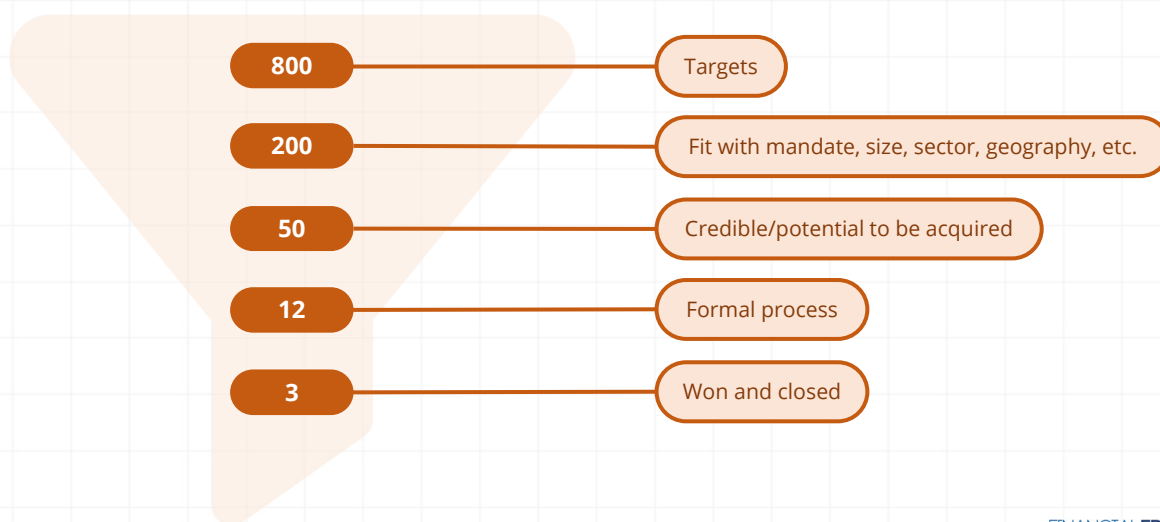 800
Targets
200
Fit with mandate, size, sector, geography, etc.
50
Credible/potential to be acquired
12
Formal process
3
Won and closed